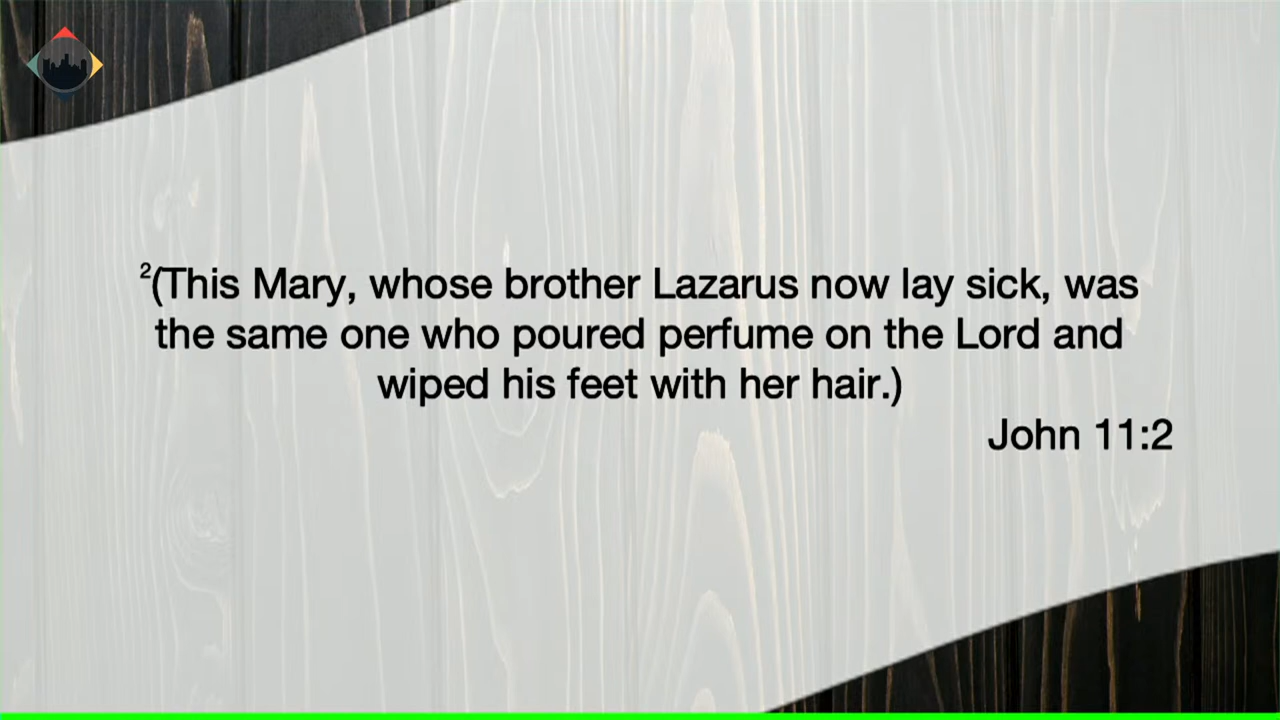 ²(This Mary, whose brother Lazarus now lay sick, was
the same one who poured perfume on the Lord and
wiped his feet with her hair.)
John 11:2